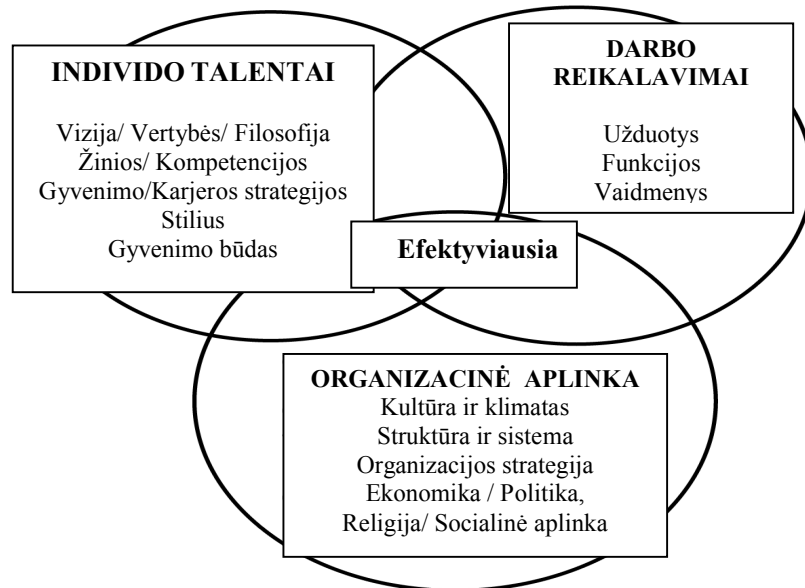 INDIVIDO TALENTAI
Vizija/ Vertybės/ Filosofija
Žinios/ Kompetencijos
Gyvenimo/Karjeros strategijos
Stilius
Gyvenimo būdas
DARBO
REIKALAVIMAI
Užduotys
Funkcijos
Vaidmenys
Efektyviausia
ORGANIZACINĖ APLINKA
Kultūra ir klimatas
Struktūra ir sistema
Organizacijos strategija
Ekonomika / Politika,
Religija/ Socialinė aplinka